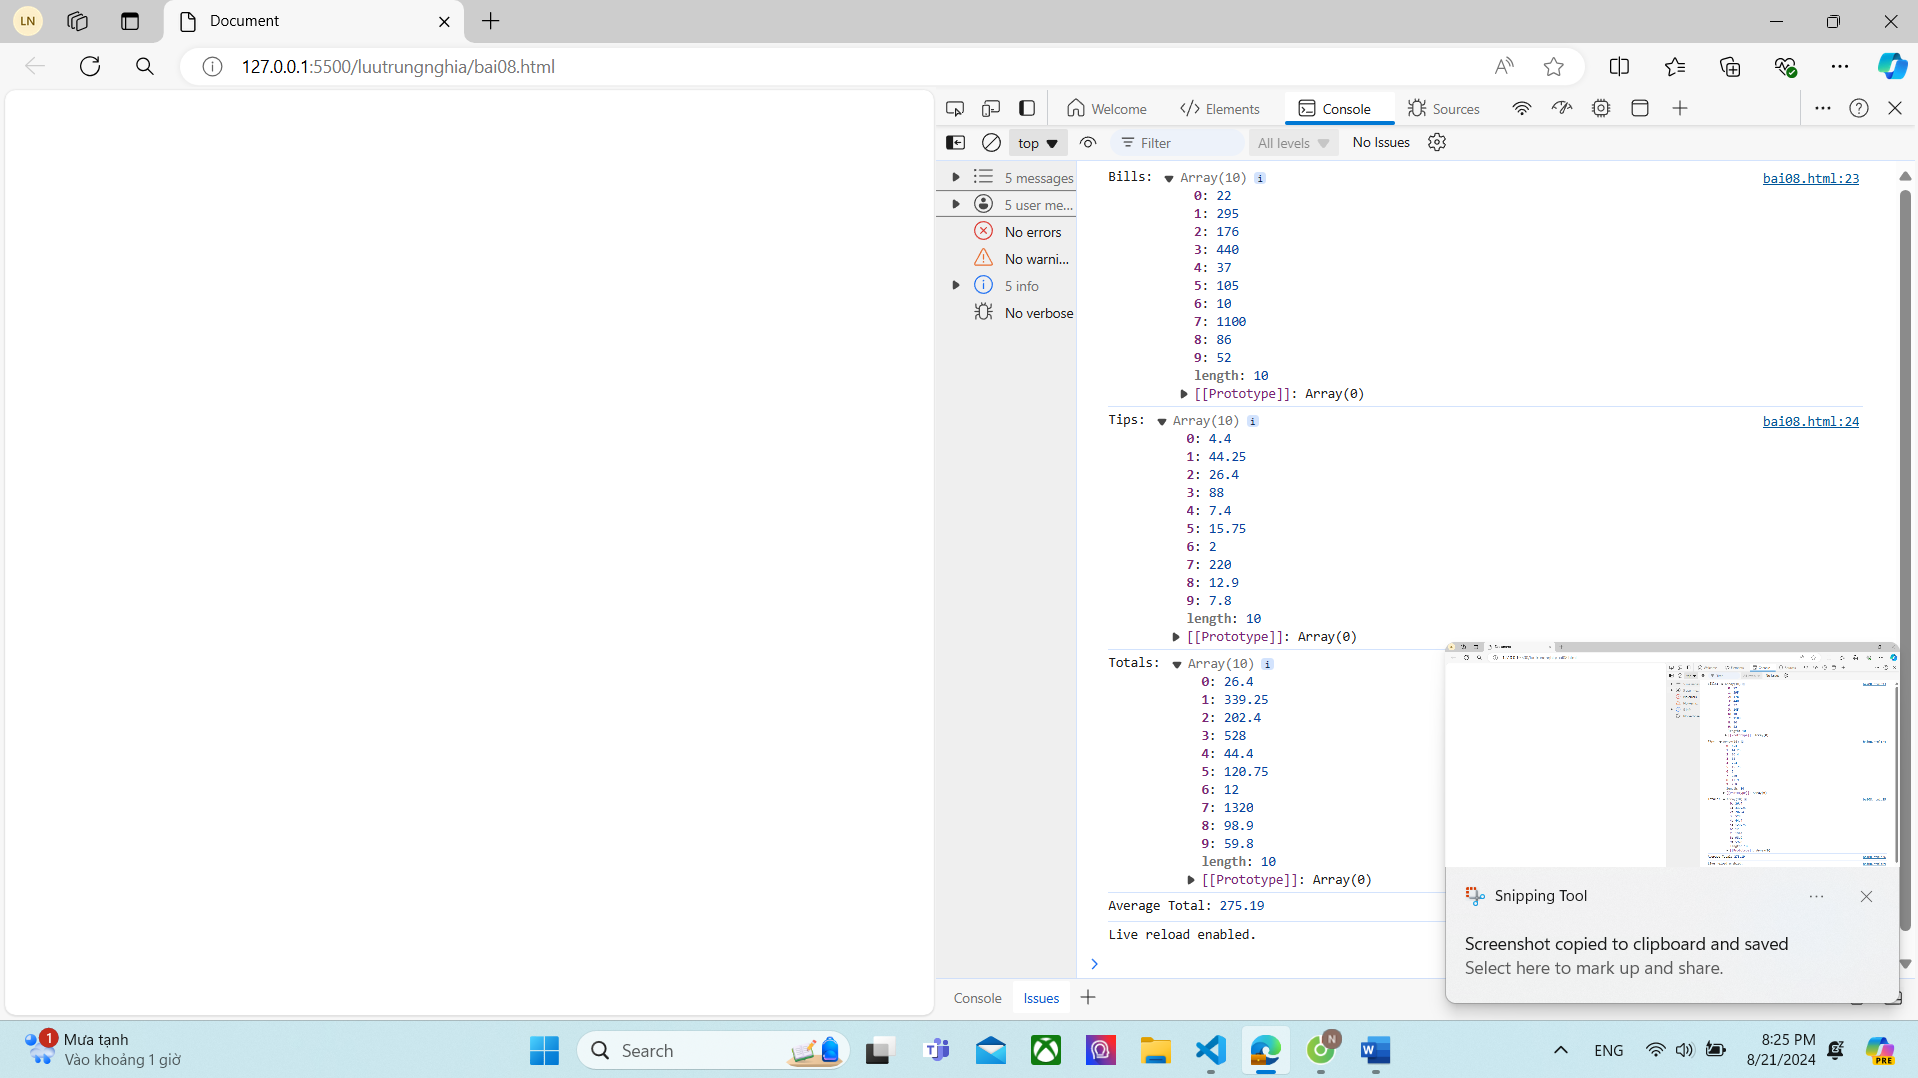 LN
Document
127.0.0.1:5500/luutrungnghia/bai08.html
Welcome
Elements
Console
Sources
top
Filter
All levels
No Issues
5 messages
5 user me...
No errors
No warni...
5 info
No verbose
Bills: Array(10) i
bai08.html:23
0: 22
1: 295
2: 176
3: 440
4: 37
5: 105
6: 10
7: 1100
8: 86
9: 52
length: 10
[[Prototype]]: Array(0)
Tips: Array(10) i
bai08.html:24
0: 4.4
1: 44.25
2: 26.4
3: 88
4: 7.4
5: 15.75
6: 2
7: 220
8: 12.9
9: 7.8
length: 10
[[Prototype]]: Array(0)
Totals: Array(10) i
0: 26.4
1: 339.25
2: 202.4
3: 528
4: 44.4
5: 120.75
6: 12
7: 1320
8: 98.9
9: 59.8
length: 10
[[Prototype]]: Array(0)
Average Total: 275.19
Live reload enabled.
Snipping Tool
Screenshot copied to clipboard and saved
Select here to mark up and share.
Console
Issues
1
Mưa tạnh
Vào khoảng 1 giờ
Search
N
ENG
8:25 PM
8/21/2024
PRE